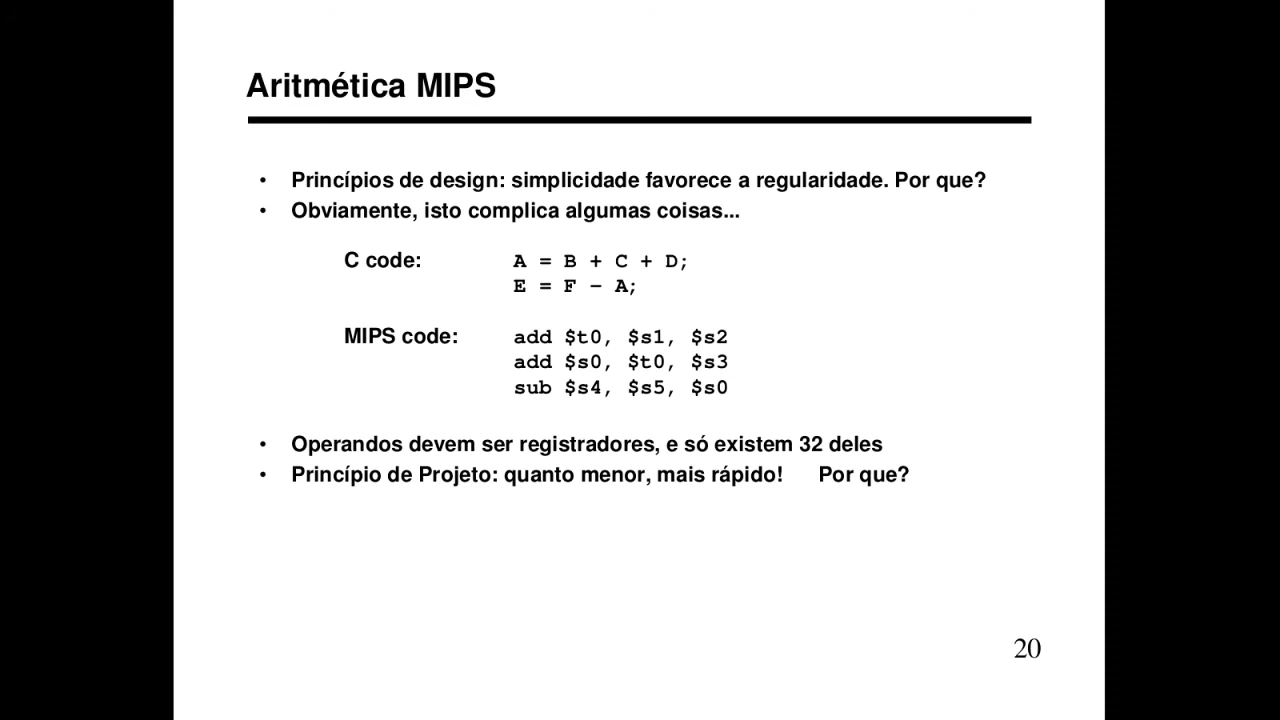 Aritmética MIPS
• Princípios de design: simplicidade favorece a regularidade. Por que?
• Obviamente, isto complica algumas coisas...
C code: A = B + C + D;
E = F – A;
MIPS code: add $t0, $s1, $s2
add $s0, $t0, $s3
sub $s4, $s5, $s0
• Operandos devem ser registradores, e só existem 32 deles
• Princípio de Projeto: quanto menor, mais rápido! Por que?
20